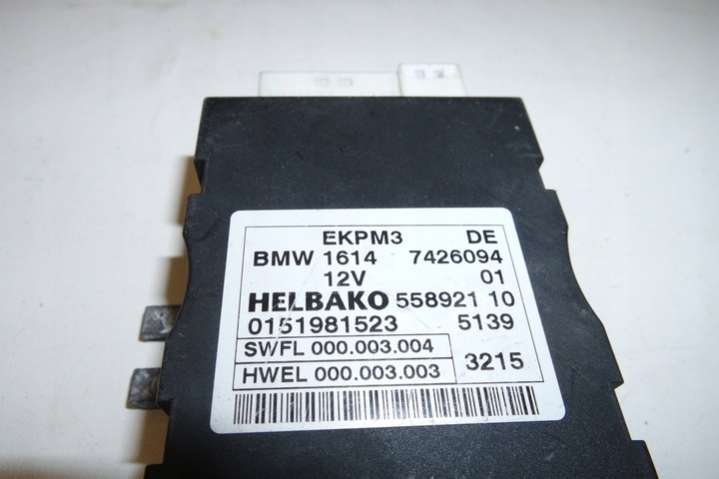 EKPM3 DE
BMW 1614 7426094
12V 01
HELBAKO 558921 10
0151981523 5139
SWFL 000.003.004
HWEL 000.003.003 3215